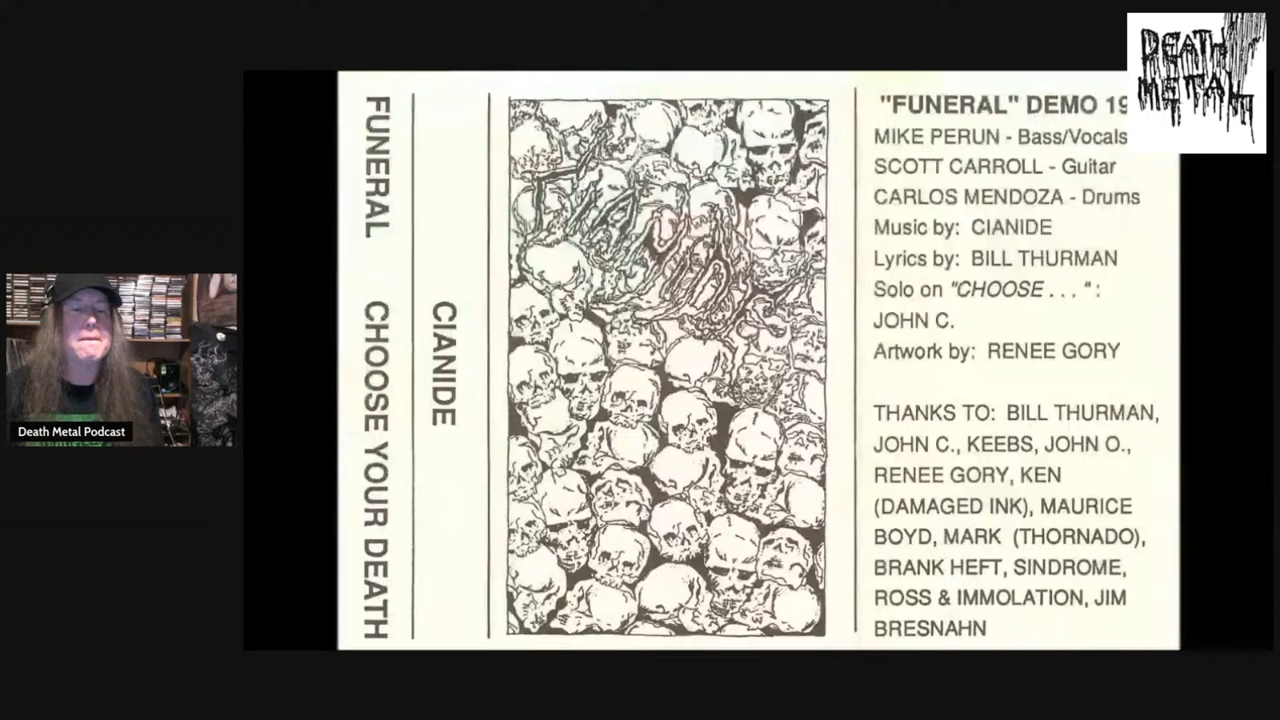 DEATH
METAL
FUNERAL CHOOSE YOUR DEATH
CIANIDE
"FUNERAL" DEMO
MIKE PERUN - Bass/Vocals
SCOTT CARROLL - Guitar
CARLOS MENDOZA - Drums
Music by: CIANIDE
Lyrics by: BILL THURMAN
Solo on "CHOOSE . . . " :
JOHN C.
Artwork by: RENEE GORY
THANKS TO: BILL THURMAN,
JOHN C., KEEBS, JOHN O.,
RENEE GORY, KEN
(DAMAGED INK), MAURICE
BOYD, MARK (THORNADO),
BRANK HEFT, SINDROME,
ROSS & IMMOLATION, JIM
BRESNAHN
Death Metal Podcast